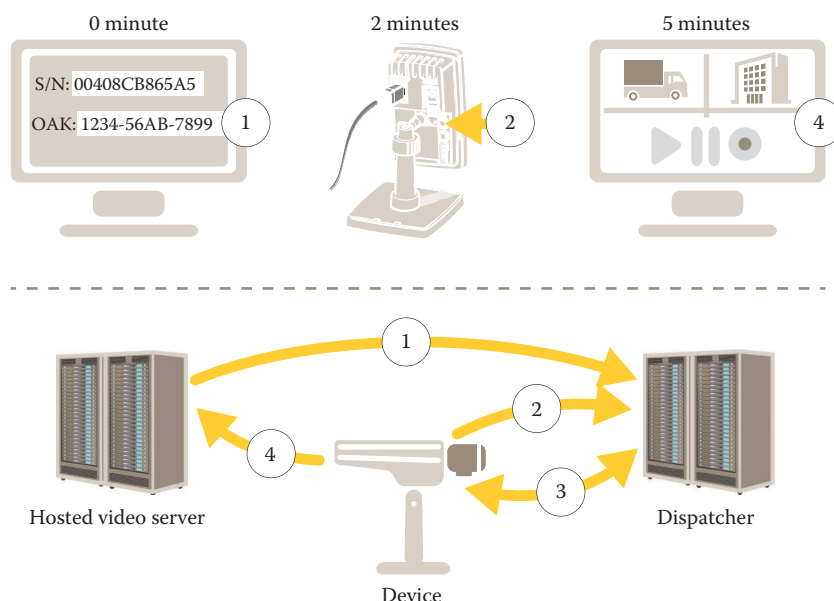 0 minute
2 minutes
5 minutes
S/N: 00408CB865A5
OAK: 1234-56AB-7899
1
2
4
1
2
4
3
Hosted video server
Dispatcher
Device